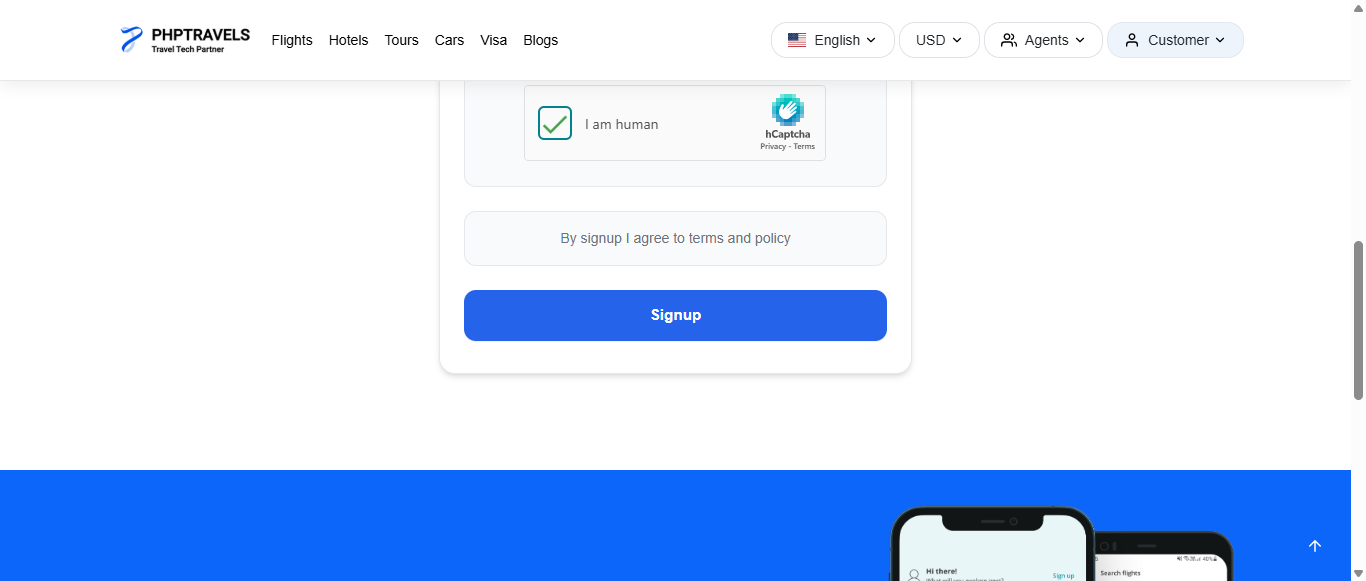 PHPTRAVELS
Travel Tech Partner
Flights Hotels Tours Cars Visa Blogs
English USD Agents Customer
I am human
hCaptcha
Privacy - Terms
By signup I agree to terms and policy
Signup
Hi there!
Sign up
Search flights